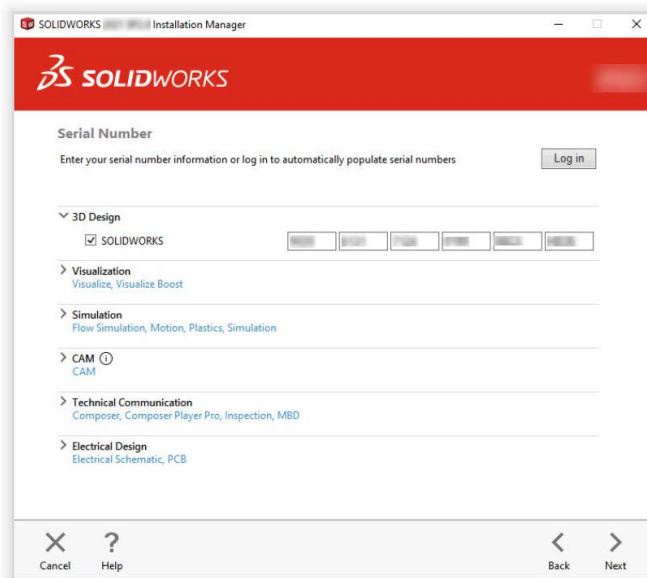 SOLIDWORKS Installation Manager
SOLIDWORKS
Serial Number
Enter your serial number information or log in to automatically populate serial numbers
Log in
3D Design
SOLIDWORKS
Visualization
Visualize, Visualize Boost
Simulation
Flow Simulation, Motion, Plastics, Simulation
CAM
CAM
Technical Communication
Composer, Composer Player Pro, Inspection, MBD
Electrical Design
Electrical Schematic, PCB
Cancel
Help
Back
Next